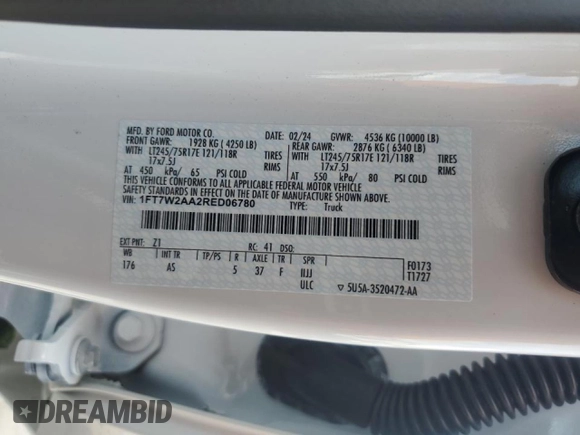 MFD. BY FORD MOTOR CO.
02/24 GVWR: 4536 KG (10000 LB)
FRONT GAWR: 1928 KG ( 4250 LB)
REAR GAWR: 2876 KG ( 6340 LB)
WITH LT245/75R17E 121/118R TIRES
WITH LT245/75R17E 121/118R TIRES
17x7.5J RIMS
17x7.5J RIMS
AT 450 kPa/ 65 PSI COLD
AT 550 kPa/ 80 PSI COLD
THIS VEHICLE CONFORMS TO ALL APPLICABLE FEDERAL MOTOR VEHICLE
SAFETY STANDARDS IN EFFECT ON THE DATE OF MANUFACTURE SHOWN ABOVE.
VIN: 1FT7W2AA2RED06780 TYPE: Truck
EXT PNT: Z1 RC: 41 DSO:
WB INT TR TP/PS R AXLE TR SPR
176 AS 5 37 F IIJJ
ULC
F0173
T1727
5U5A-3520472-AA
DREAMBID